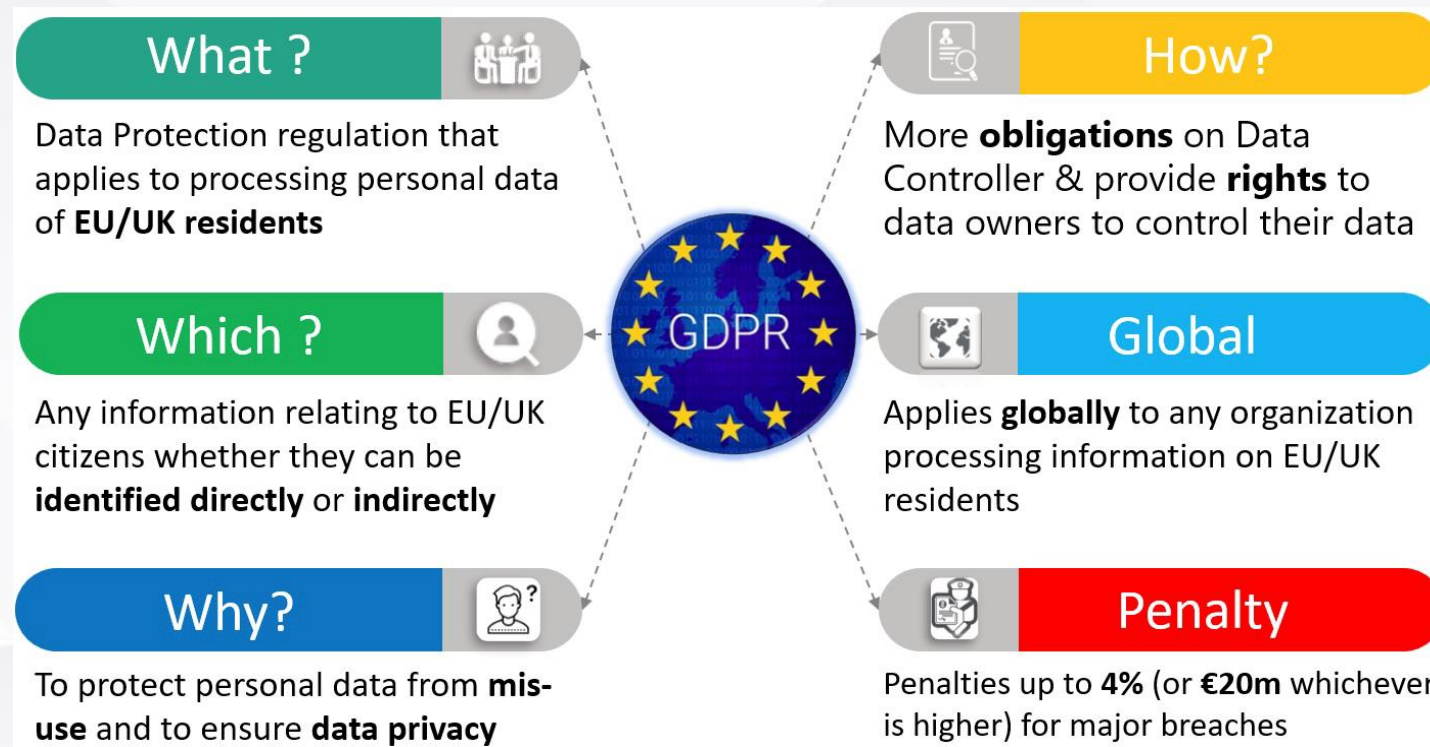 What ?
Data Protection regulation that
applies to processing personal data
of EU/UK residents
Which ?
Any information relating to EU/UK
citizens whether they can be
identified directly or indirectly
Why?
To protect personal data from mis-
use and to ensure data privacy
GDPR
How?
More obligations on Data
Controller & provide rights to
data owners to control their data
Global
Applies globally to any organization
processing information on EU/UK
residents
Penalty
Penalties up to 4% (or €20m whichever
is higher) for major breaches